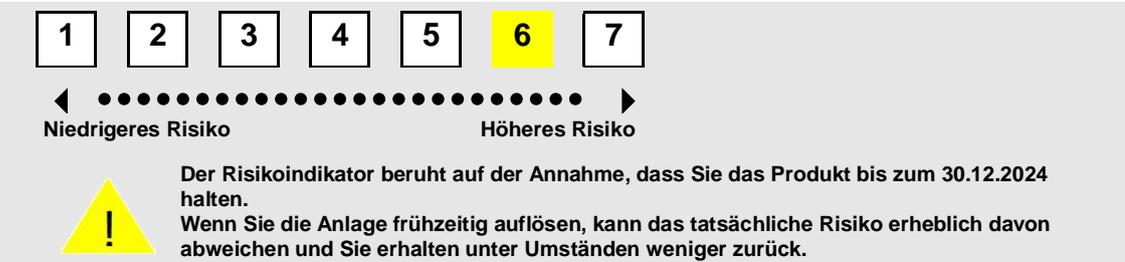 1 2 3 4 5 6 7
Niedrigeres Risiko Höheres Risiko
Der Risikoindikator beruht auf der Annahme, dass Sie das Produkt bis zum 30.12.2024
halten.
Wenn Sie die Anlage frühzeitig auflösen, kann das tatsächliche Risiko erheblich davon
abweichen und Sie erhalten unter Umständen weniger zurück.
!